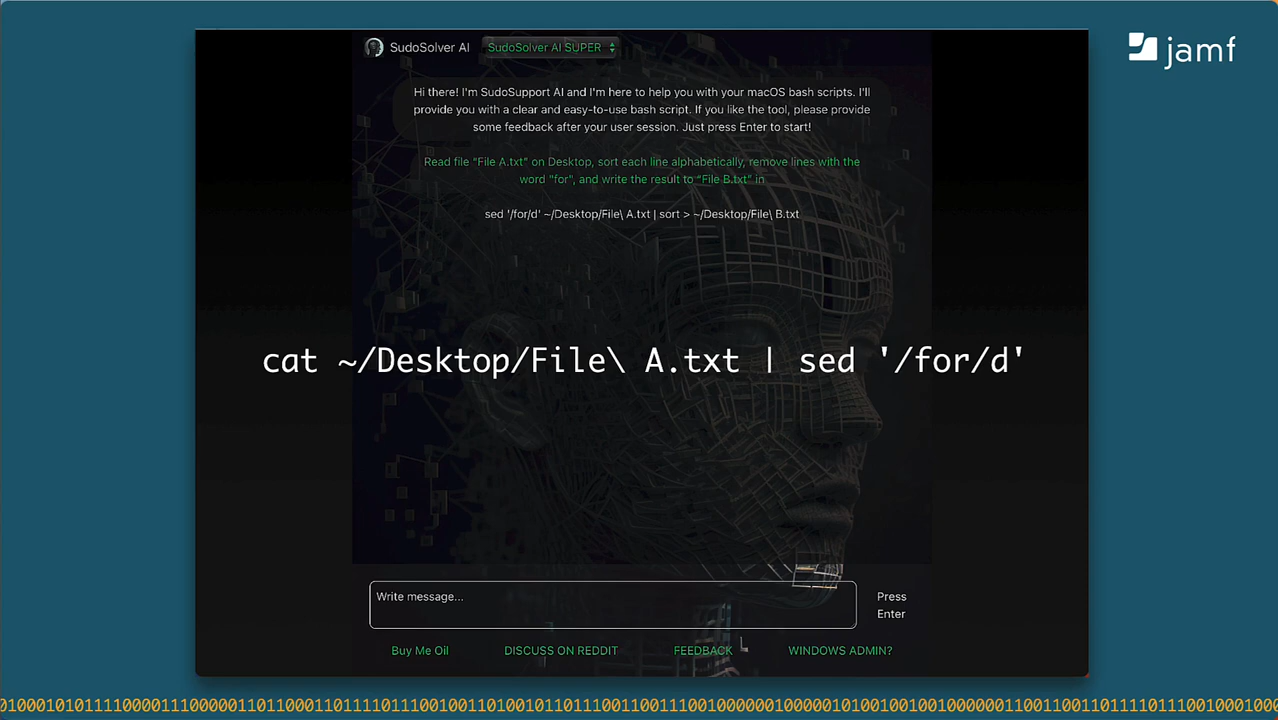 jamf
SudoSolver AI
SudoSolver AI SUPER
Hi there! I'm SudoSupport AI and I'm here to help you with your macOS bash scripts. I'll
provide you with a clear and easy-to-use bash script. If you like the tool, please provide
some feedback after your user session. Just press Enter to start!
Read file "File A.txt" on Desktop, sort each line alphabetically, remove lines with the
word "for", and write the result to "File B.txt" in
sed '/for/d' ~/Desktop/File\ A.txt | sort > ~/Desktop/File\ B.txt
cat ~/Desktop/File\ A.txt | sed '/for/d'
Write message...
Press
Enter
Buy Me Oil
DISCUSS ON REDDIT
FEEDBACK
WINDOWS ADMIN?